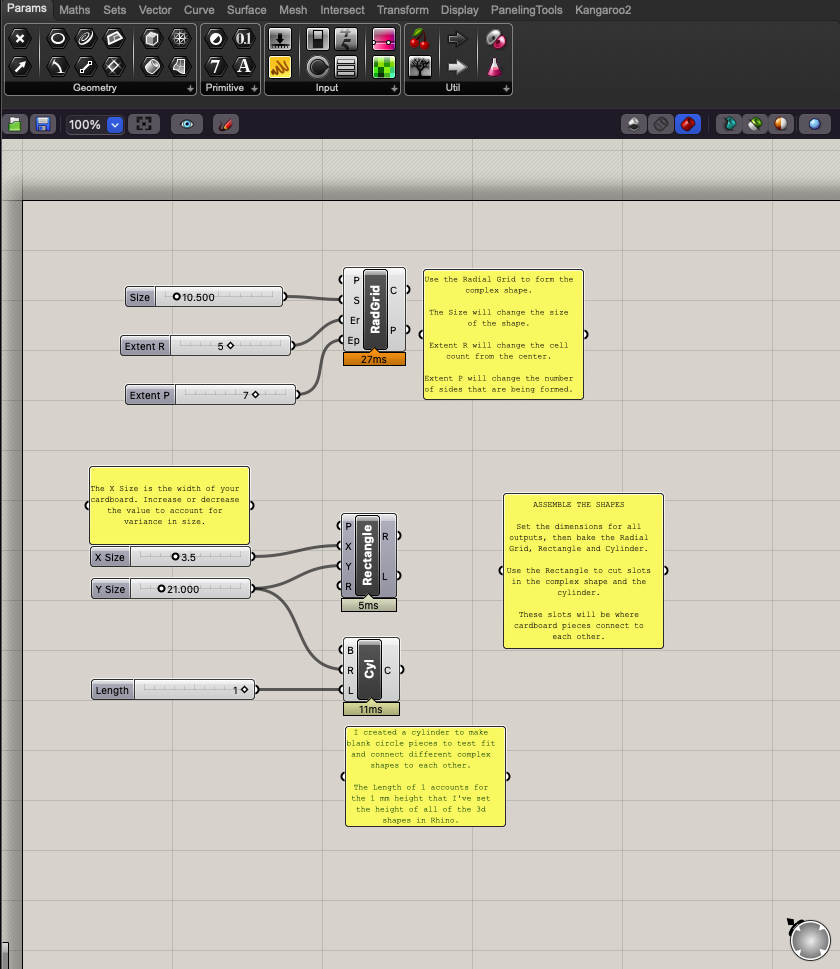 Params Maths Sets Vector Curve Surface Mesh Intersect Transform Display PanelingTools Kangaroo2
0.1
7 A
Geometry Primitive Input Util
100%
Size 10.500
Extent R 5
Extent P 7
P
S
Er
Ep
RadGrid
C
P
27ms
Use the Radial Grid to form the
complex shape.
The Size will change the size
of the shape.
Extent R will change the cell
count from the center.
Extent P will change the number
of sides that are being formed.
The X Size is the width of your
cardboard. Increase or decrease
the value to account for
variance in size.
X Size 3.5
Y Size 21.000
P
X
Y
R
Rectangle
R
L
5ms
ASSEMBLE THE SHAPES
Set the dimensions for all
outputs, then bake the Radial
Grid, Rectangle and Cylinder.
Use the Rectangle to cut slots
in the complex shape and the
cylinder.
These slots will be where
cardboard pieces connect to
each other.
Length 1
B
R
L
Cyl
C
11ms
I created a cylinder to make
blank circle pieces to test fit
and connect different complex
shapes to each other.
The Length of 1 accounts for
the 1 mm height that I've set
the height of all of the 3d
shapes in Rhino.